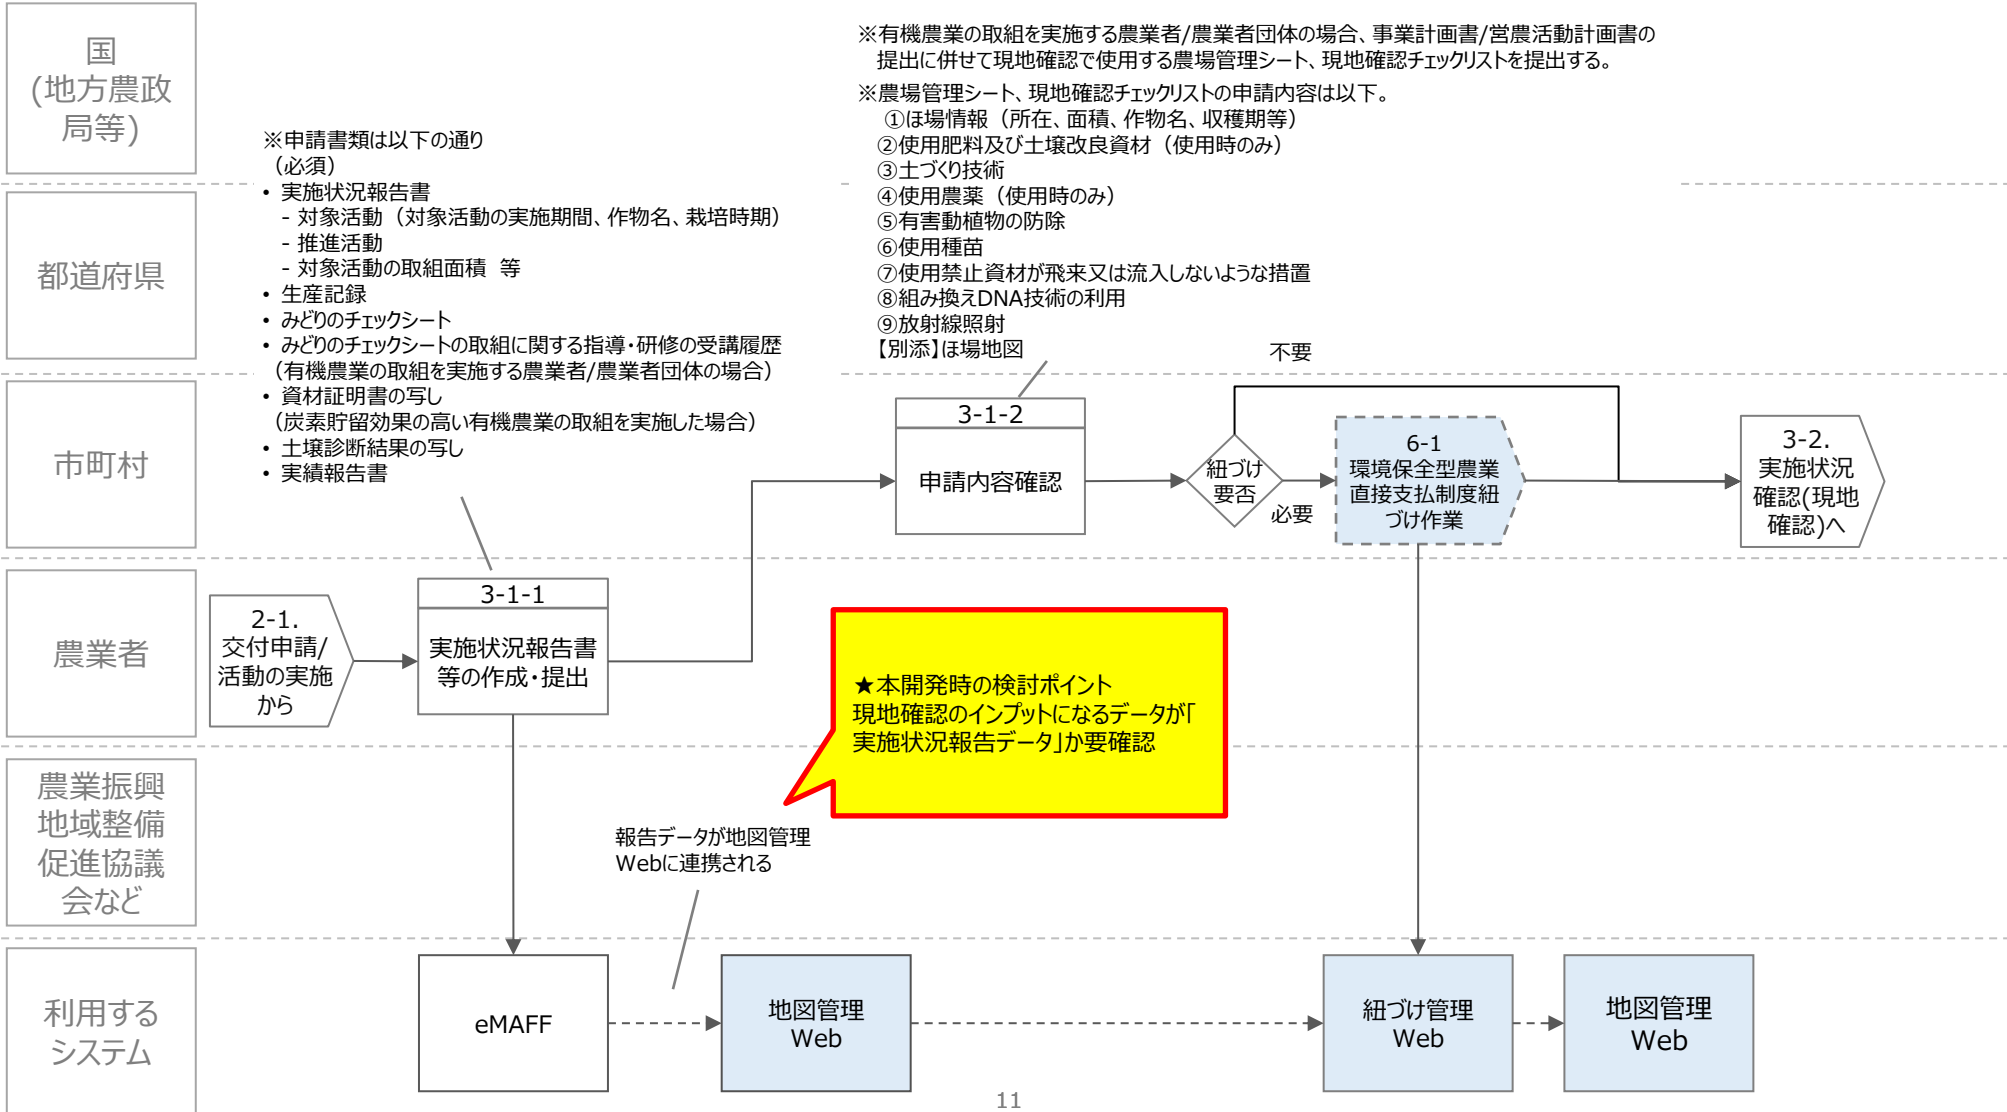 国
(地方農政
局等)
都道府県
市町村
農業者
農業振興
地域整備
促進協議
会など
利用する
システム
※申請書類は以下の通り
（必須）
• 実施状況報告書
- 対象活動（対象活動の実施期間、作物名、栽培時期）
- 推進活動
- 対象活動の取組面積 等
• 生産記録
• みどりのチェックシート
• みどりのチェックシートの取組に関する指導・研修の受講履歴
（有機農業の取組を実施する農業者/農業者団体の場合）
• 資材証明書の写し
（炭素貯留効果の高い有機農業の取組を実施した場合）
• 土壌診断結果の写し
• 実績報告書
※有機農業の取組を実施する農業者/農業者団体の場合、事業計画書/営農活動計画書の
提出に併せて現地確認で使用する農場管理シート、現地確認チェックリストを提出する。
※農場管理シート、現地確認チェックリストの申請内容は以下。
①ほ場情報（所在、面積、作物名、収穫期等）
②使用肥料及び土壌改良資材（使用時のみ）
③土づくり技術
④使用農薬（使用時のみ）
⑤有害動植物の防除
⑥使用種苗
⑦使用禁止資材が飛来又は流入しないような措置
⑧組み換えDNA技術の利用
⑨放射線照射
【別添】ほ場地図
不要
3-1-2
申請内容確認
紐づけ
要否
必要
6-1
環境保全型農業
直接支払制度紐
づけ作業
3-2.
実施状況
確認(現地
確認)へ
2-1.
交付申請/
活動の実施
から
3-1-1
実施状況報告書
等の作成・提出
★本開発時の検討ポイント
現地確認のインプットになるデータが「
実施状況報告データ」か要確認
報告データが地図管理
Webに連携される
eMAFF
地図管理
Web
紐づけ管理
Web
地図管理
Web
11